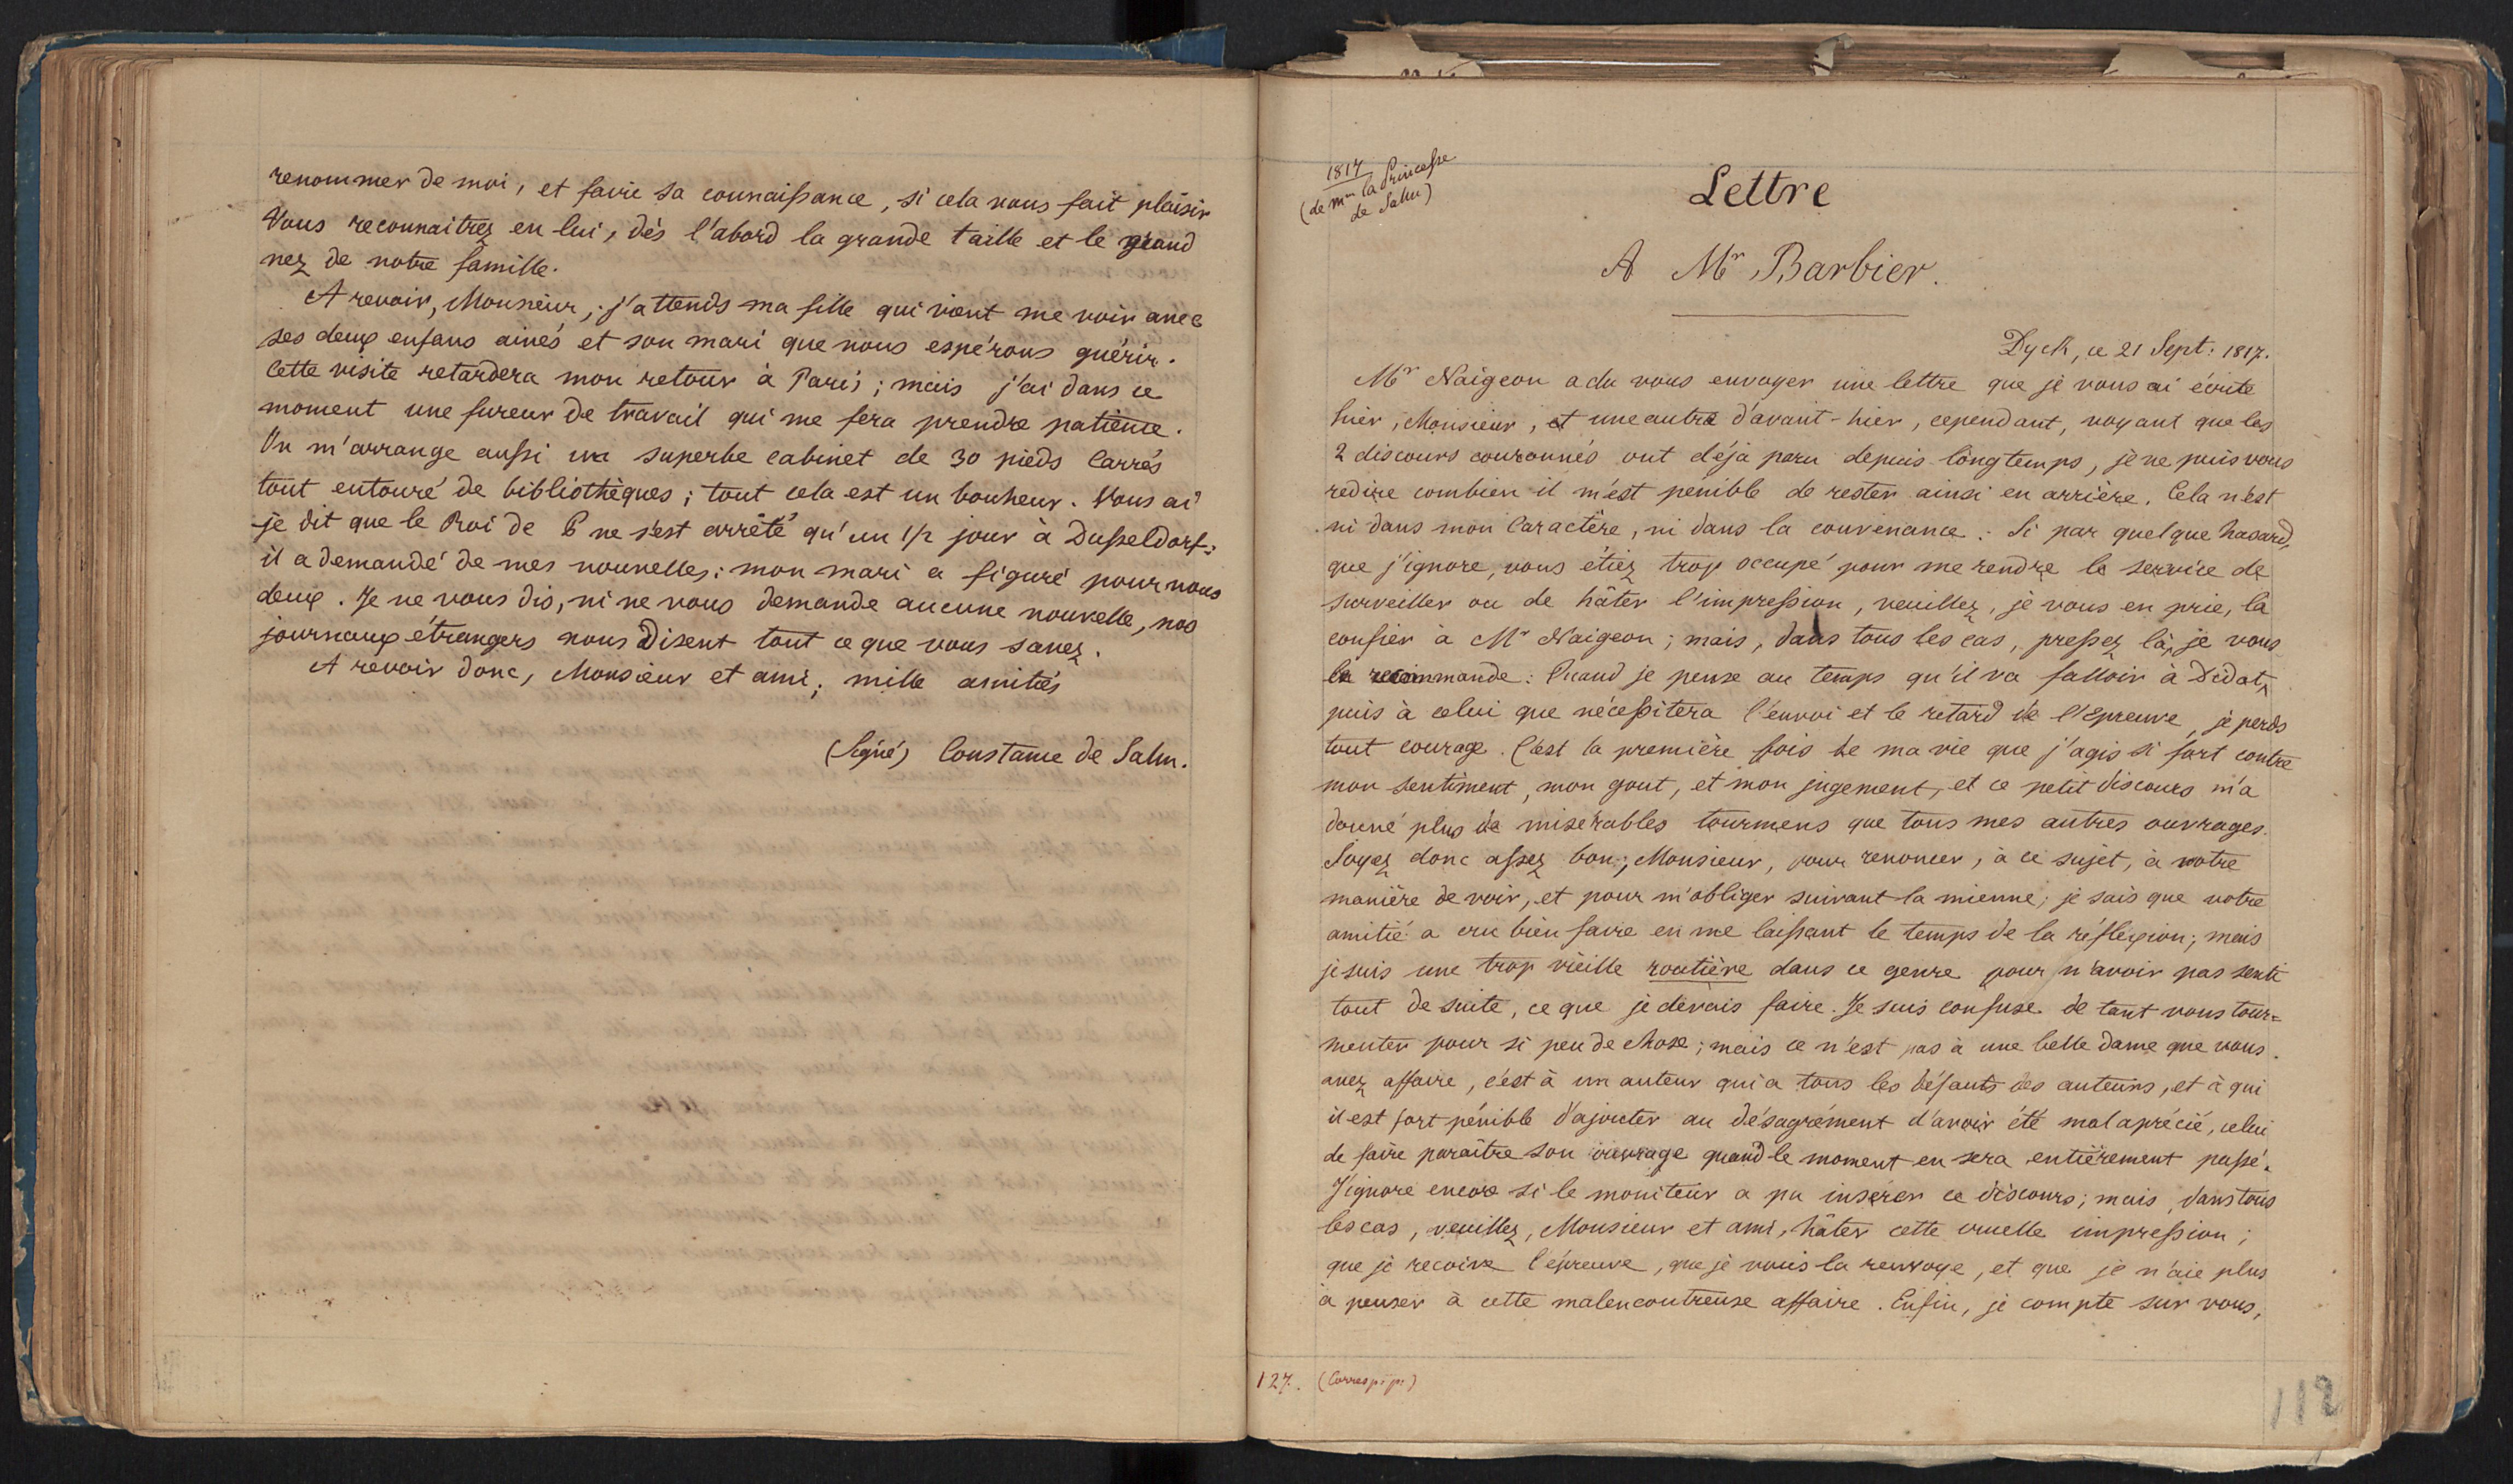 renommer de moi, et faire sa connaissance, si cela vous fait plaisir
Vous reconnaitrez en lui, dès l'abord la grande taille et le grand
nez de notre famille.
A revoir, Monsieur, j'attends ma fille qui vient me voir avec
ses deux enfans ainés et son mari que nous espérons guérir.
Cette visite retardera mon retour à Paris; mais j'ai dans ce
moment une fureur de travail qui me fera prendre patience.
On m'arrange aussi un superbe cabinet de 30 pieds Carrés
tout entouré de bibliothèques; tout cela est un bonheur. Vous ai
-je dit que le Roi de P ne s'est arrêté qu'un 1/2 jour à Dusseldorf:
il a demandé de mes nouvelles: mon mari a figuré pour nous
deux. Je ne vous dis, ni ne vous demande aucune nouvelle, nos
journaux étrangers nous disent tout ce que vous savez.
A revoir donc, Monsieur et ami; mille amitiés
(Signé) Constance de Salm.
1817
(de Mme la Princesse
de Salm)
Lettre
A Mr Barbier.
Dyck, ce 21 Sept: 1817.
Mr Naigeon a du vous envoyer une lettre que je vous ai écrite
hier, Monsieur, et une autre d'avant-hier, cependant, voyant que les
2 discours couronnés ont déja paru depuis longtemps, je ne puis vous
redire combien il m'est pénible de rester ainsi en arrière. Cela n'est
ni dans mon Caractère, ni dans la convenance. Si par quelque hasard,
que j'ignore, vous étiez trop occupé pour me rendre le service de
surveiller ou de hâter l'impression, veuillez, je vous en prie, la
confier à Mr Naigeon; mais, dans tous les cas, pressez là, je vous
le recommande: Quand je pense au temps qu'il va falloir à Didot,
puis à celui que nécessitera l'envoi et le retard de l'Epreuve, je perds
tout courage. C'est la première fois de ma vie que j'agis si fort contre
mon sentiment, mon gout, et mon jugement, et ce petit discours m'a
donné plus de misérables tourmens que tous mes autres ouvrages.
Soyez donc assez bon, Monsieur, pour renoncer, à ce sujet, à votre
manière de voir, et pour m'obliger suivant la mienne; je sais que votre
amitié a cru bien faire en me laissant le temps de la réflexion; mais
je suis une trop vieille routière dans ce genre pour n'avoir pas senti
tout de suite, ce que je devais faire. Je suis confuse de tant vous tour=
menter pour si peu de chose; mais ce n'est pas à une belle dame que vous
avez affaire, c'est à un auteur qui a tous les défauts des auteurs, et à qui
il est fort pénible d'ajouter au désagrément d'avoir été mal aprécié, celui
de faire paraître son ouvrage quand le moment en sera entièrement passé.
J'ignore encore si le moniteur a pu insérer ce discours; mais, dans tous
les cas, veuillez, Monsieur et ami, hâter cette cruelle impression;
que je recoive l'épreuve, que je vous la renvoye, et que je n'aie plus
à penser à cette malencontreuse affaire. Enfin, je compte sur vous,
127. (Corresp: p:)
112